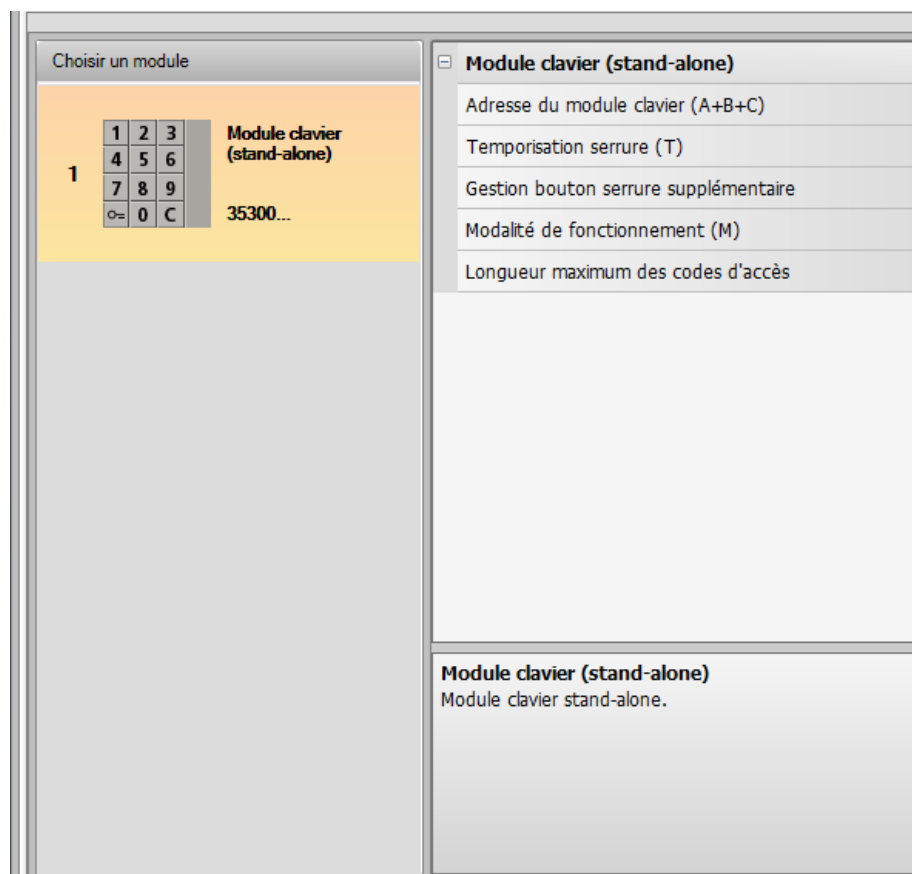 Choisir un module
1
1 2 3
4 5 6
7 8 9
0 C
Module clavier
(stand-alone)
35300...
Module clavier (stand-alone)
Adresse du module clavier (A+B+C)
Temporisation serrure (T)
Gestion bouton serrure supplémentaire
Modalité de fonctionnement (M)
Longueur maximum des codes d'accès
Module clavier (stand-alone)
Module clavier stand-alone.